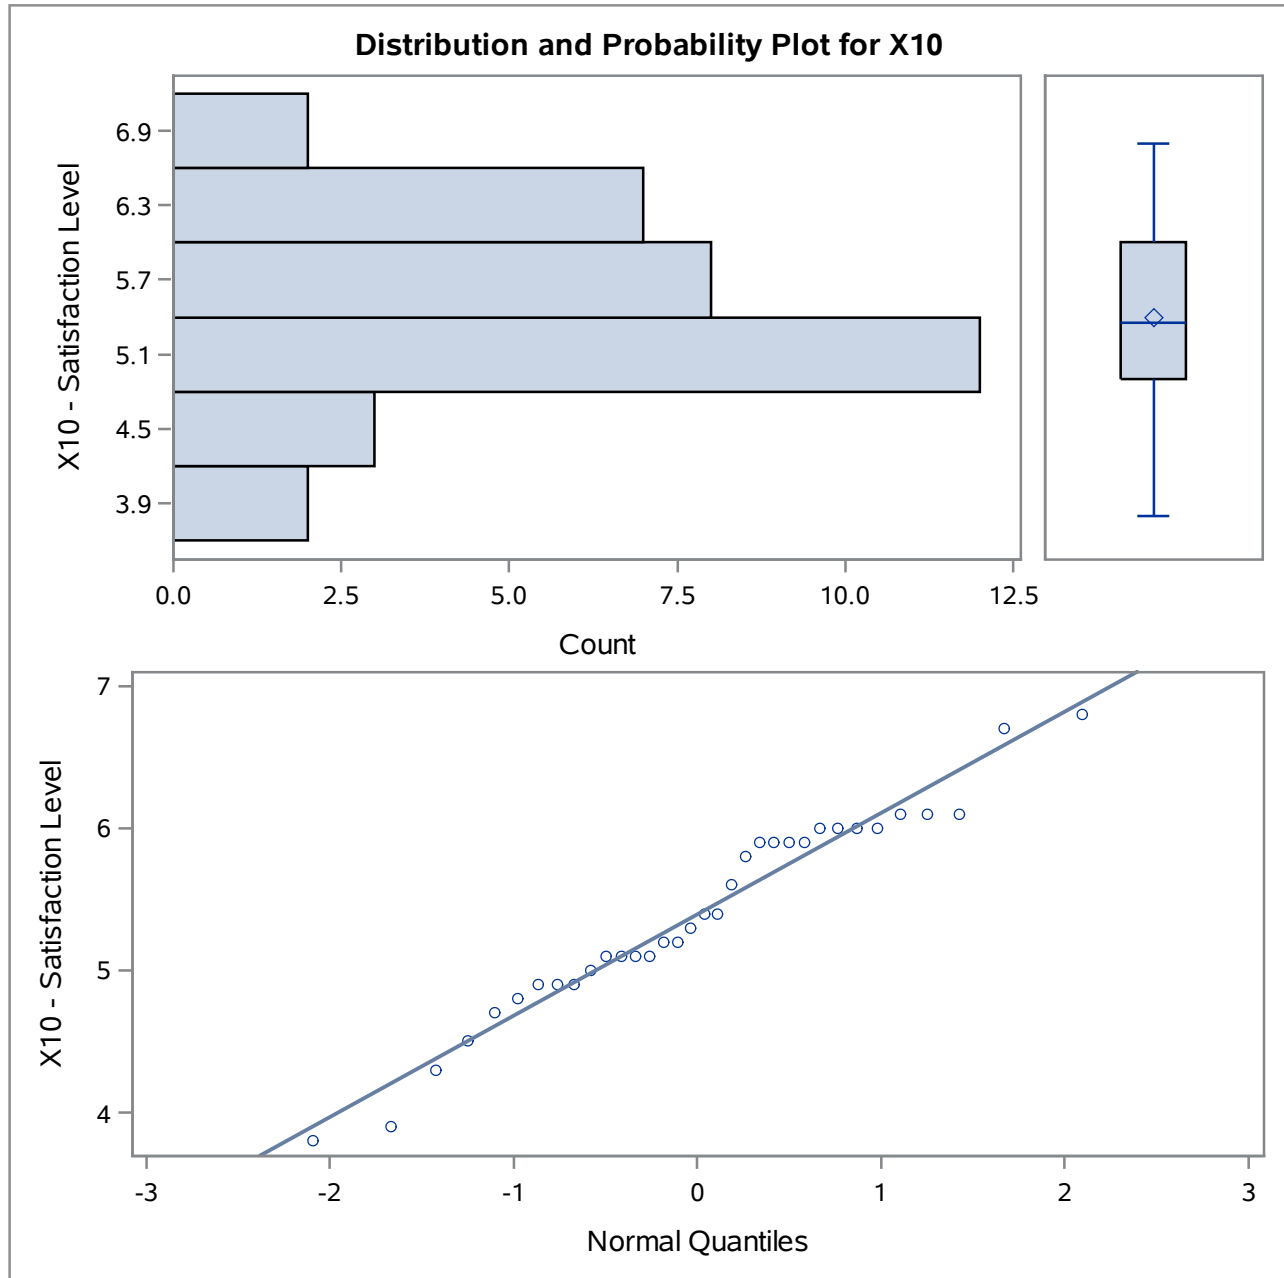 Distribution and Probability Plot for X10
X10 - Satisfaction Level
6.9
6.3
5.7
5.1
4.5
3.9
0.0 2.5 5.0 7.5 10.0 12.5
Count
X10 - Satisfaction Level
7
6
5
4
-3 -2 -1 0 1 2 3
Normal Quantiles